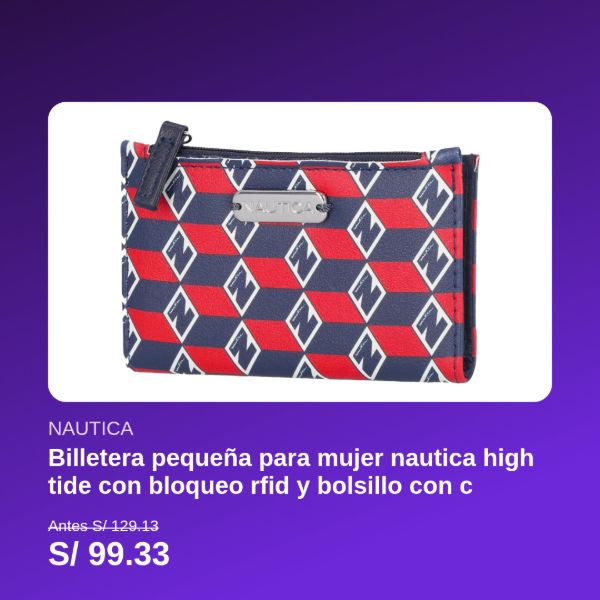 NAUTICA
NAUTICA
Billetera pequeña para mujer nautica high
tide con bloqueo rfid y bolsillo con c
Antes S/ 129.13
S/ 99.33